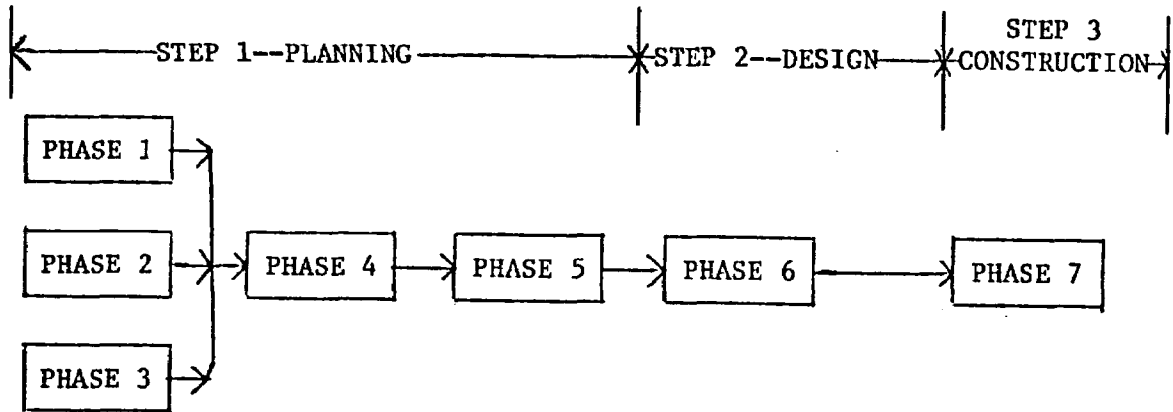 STEP 1--PLANNING
STEP 2--DESIGN
STEP 3
CONSTRUCTION
PHASE 1
PHASE 2
PHASE 3
PHASE 4
PHASE 5
PHASE 6
PHASE 7